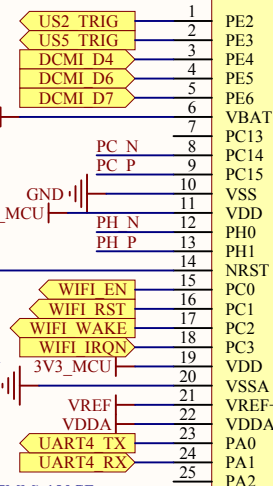 US2_TRIG 1 PE2
US5_TRIG 2 PE3
DCMI_D4 3 PE4
DCMI_D6 4 PE5
DCMI_D7 5 PE6
6 VBAT
7 PC13
PC_N 8 PC14
PC_P 9 PC15
GND 10 VSS
_MCU 11 VDD
PH_N 12 PH0
PH_P 13 PH1
14 NRST
WIFI_EN 15 PC0
WIFI_RST 16 PC1
WIFI_WAKE 17 PC2
WIFI_IRQN 18 PC3
3V3_MCU 19 VDD
20 VSSA
VREF 21 VREF-
VDDA 22 VDDA
UART4_TX 23 PA0
UART4_RX 24 PA1
25 PA2